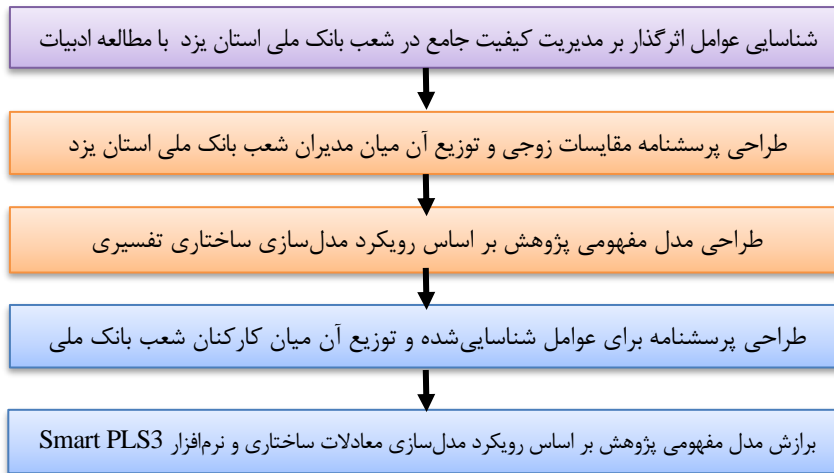 شناسایی عوامل اثرگذار بر مدیریت کیفیت جامع در شعب بانک ملی استان یزد با مطالعه ادبیات
طراحی پرسشنامه مقایسات زوجی و توزیع آن میان مدیران شعب بانک ملی استان یزد
طراحی مدل مفهومی پژوهش بر اساس رویکرد مدل‌سازی ساختاری تفسیری
طراحی پرسشنامه برای عوامل شناسایی‌شده و توزیع آن میان کارکنان شعب بانک ملی
برازش مدل مفهومی پژوهش بر اساس رویکرد مدل‌سازی معادلات ساختاری و نرم‌افزار Smart PLS3